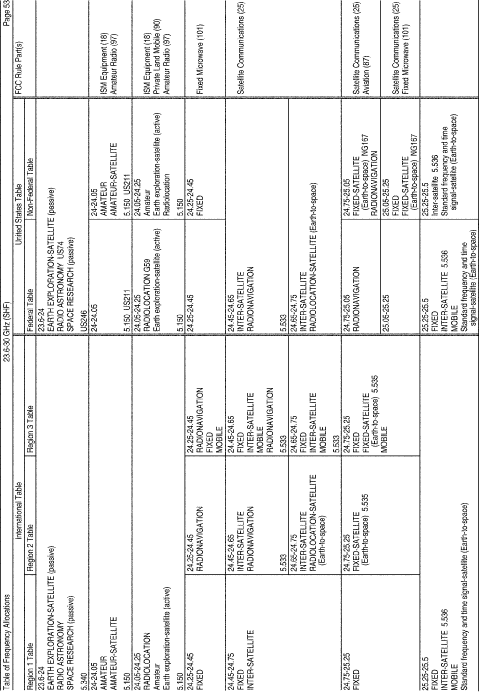 Table of Frequency Allocations
23.6-30 GHz (SHF)
Page 53
International Table
United States Table
FCC Rule Part(s)
Region 1 Table
Region 2 Table
Region 3 Table
Federal Table
Non-Federal Table
23.6-24
EARTH EXPLORATION-SATELLITE (passive)
RADIO ASTRONOMY
SPACE RESEARCH (passive)
5.340
23.6-24
EARTH EXPLORATION-SATELLITE (passive)
RADIO ASTRONOMY US74
SPACE RESEARCH (passive)
US246
24-24.05
AMATEUR
AMATEUR-SATELLITE
5.150
24-24.05
5.150 US211
24-24.05
AMATEUR
AMATEUR-SATELLITE
5.150 US211
ISM Equipment (18)
Amateur Radio (97)
24.05-24.25
RADIOLOCATION
Amateur
Earth exploration-satellite (active)
5.150
24.05-24.25
RADIOLOCATION G59
Earth exploration-satellite (active)
5.150
24.05-24.25
Amateur
Earth exploration-satellite (active)
Radiolocation
5.150
ISM Equipment (18)
Private Land Mobile (90)
Amateur Radio (97)
24.25-24.45
FIXED
24.25-24.45
RADIONAVIGATION
24.25-24.45
RADIONAVIGATION
FIXED
MOBILE
24.25-24.45
24.25-24.45
FIXED
Fixed Microwave (101)
24.45-24.75
FIXED
INTER-SATELLITE
24.45-24.65
INTER-SATELLITE
RADIONAVIGATION
5.533
24.45-24.65
FIXED
INTER-SATELLITE
MOBILE
RADIONAVIGATION
5.533
24.45-24.65
INTER-SATELLITE
RADIONAVIGATION
5.533
Satellite Communications (25)
24.65-24.75
INTER-SATELLITE
RADIOLOCATION-SATELLITE
(Earth-to-space)
24.65-24.75
FIXED
INTER-SATELLITE
MOBILE
5.533
24.65-24.75
INTER-SATELLITE
RADIOLOCATION-SATELLITE (Earth-to-space)
24.75-25.25
FIXED
24.75-25.25
FIXED-SATELLITE
(Earth-to-space) 5.535
24.75-25.25
FIXED
FIXED-SATELLITE
(Earth-to-space) 5.535
MOBILE
24.75-25.05
RADIONAVIGATION
24.75-25.05
FIXED-SATELLITE
(Earth-to-space) NG167
RADIONAVIGATION
Satellite Communications (25)
Aviation (87)
25.05-25.25
25.05-25.25
FIXED
FIXED-SATELLITE
(Earth-to-space) NG167
Satellite Communications (25)
Fixed Microwave (101)
25.25-25.5
FIXED
INTER-SATELLITE 5.536
MOBILE
Standard frequency and time signal-satellite (Earth-to-space)
25.25-25.5
FIXED
INTER-SATELLITE 5.536
MOBILE
Standard frequency and time
signal-satellite (Earth-to-space)
25.25-25.5
Inter-satellite 5.536
Standard frequency and time
signal-satellite (Earth-to-space)